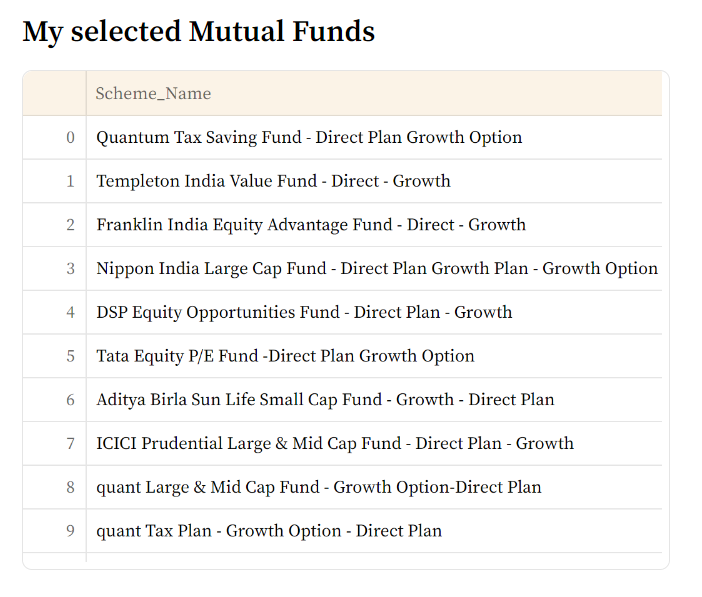 My selected Mutual Funds
Scheme_Name
0 Quantum Tax Saving Fund - Direct Plan Growth Option
1 Templeton India Value Fund - Direct - Growth
2 Franklin India Equity Advantage Fund - Direct - Growth
3 Nippon India Large Cap Fund - Direct Plan Growth Plan - Growth Option
4 DSP Equity Opportunities Fund - Direct Plan - Growth
5 Tata Equity P/E Fund -Direct Plan Growth Option
6 Aditya Birla Sun Life Small Cap Fund - Growth - Direct Plan
7 ICICI Prudential Large & Mid Cap Fund - Direct Plan - Growth
8 quant Large & Mid Cap Fund - Growth Option-Direct Plan
9 quant Tax Plan - Growth Option - Direct Plan